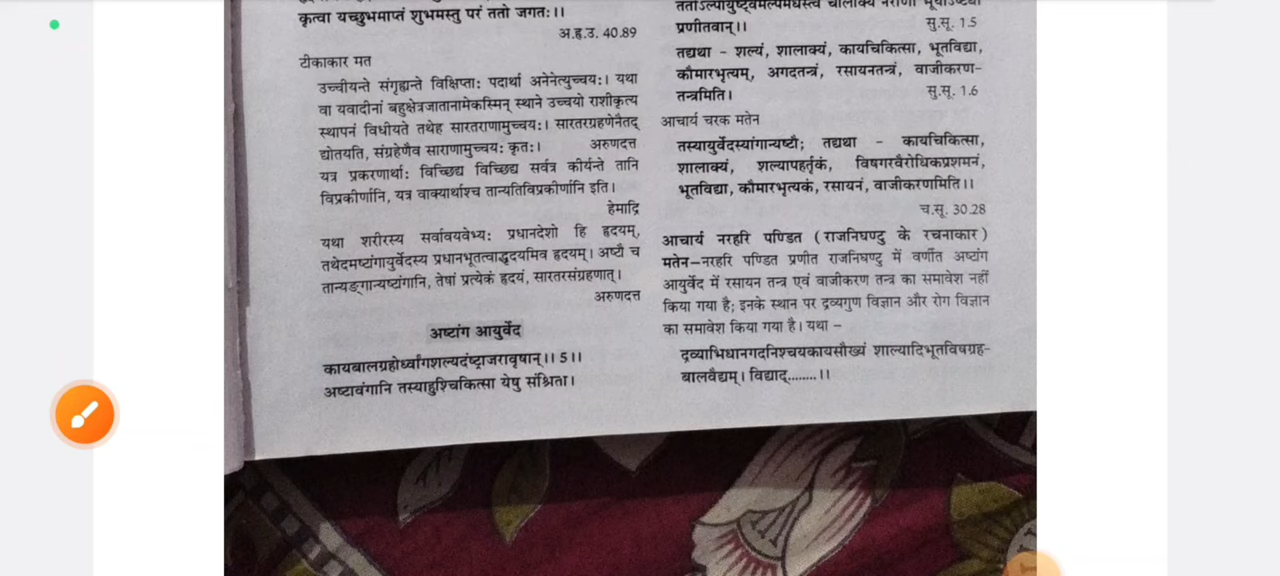 कृत्वा यच्छुभमाप्तं शुभमस्तु परं ततो जगतः।।
अ.हृ.उ. 40.89
टीकाकार मत
उच्चीयन्ते संगृह्यन्ते विक्षिप्ताः पदार्था अनेनेत्युच्चयः। यथा
वा यवादीनां बहुक्षेत्रजातानामेकस्मिन् स्थाने उच्चयो राशीकृत्य
स्थापनं विधीयते तथेह सारतराणामुच्चयः। सारतरग्रहणेनैतद्
द्योतयति, संग्रहेणैव साराणामुच्चयः कृतः। अरुणदत्त
यत्र प्रकरणार्थाः विच्छिद्य विच्छिद्य सर्वत्र कीर्यन्ते तानि
विप्रकीर्णानि, यत्र वाक्यार्थाश्च तान्यतिविप्रकीर्णानि इति।
हेमाद्रि
यथा शरीरस्य सर्वावयवेभ्यः प्रधानदेशो हि हृदयम्,
तथेदमष्टांगायुर्वेदस्य प्रधानभूतत्वाद्धृदयमिव हृदयम्। अष्टौ च
तान्यङ्गान्यष्टांगानि, तेषां प्रत्येकं हृदयं, सारतरसंग्रहणात्।
अरुणदत्त
अष्टांग आयुर्वेद
कायबालग्रहोर्ध्वांगशल्यदंष्ट्राजरावृषान्।। 5।।
अष्टावंगानि तस्याहुश्चिकित्सा येषु संश्रिता।
ततोऽल्पायुष्ट्वमल्पमेधस्त्वं चालोक्य नराणां भूयोऽष्टधा
प्रणीतवान्।। सु.सू. 1.5
तद्यथा - शल्यं, शालाक्यं, कायचिकित्सा, भूतविद्या,
कौमारभृत्यम्, अगदतन्त्रं, रसायनतन्त्रं, वाजीकरण-
तन्त्रमिति। सु.सू. 1.6
आचार्य चरक मतेन
तस्यायुर्वेदस्यांगान्यष्टौ; तद्यथा - कायचिकित्सा,
शालाक्यं, शल्यापहर्तृकं, विषगरवैरोधिकप्रशमनं,
भूतविद्या, कौमारभृत्यकं, रसायनं, वाजीकरणमिति।।
च.सू. 30.28
आचार्य नरहरि पण्डित (राजनिघण्टु के रचनाकार)
मतेन–नरहरि पण्डित प्रणीत राजनिघण्टु में वर्णीत अष्टांग
आयुर्वेद में रसायन तन्त्र एवं वाजीकरण तन्त्र का समावेश नहीं
किया गया है; इनके स्थान पर द्रव्यगुण विज्ञान और रोग विज्ञान
का समावेश किया गया है। यथा –
द्रव्याभिधानगदनिश्चयकायसौख्यं शाल्यादिभूतविषग्रह-
बालवैद्यम्। विद्याद्........।।